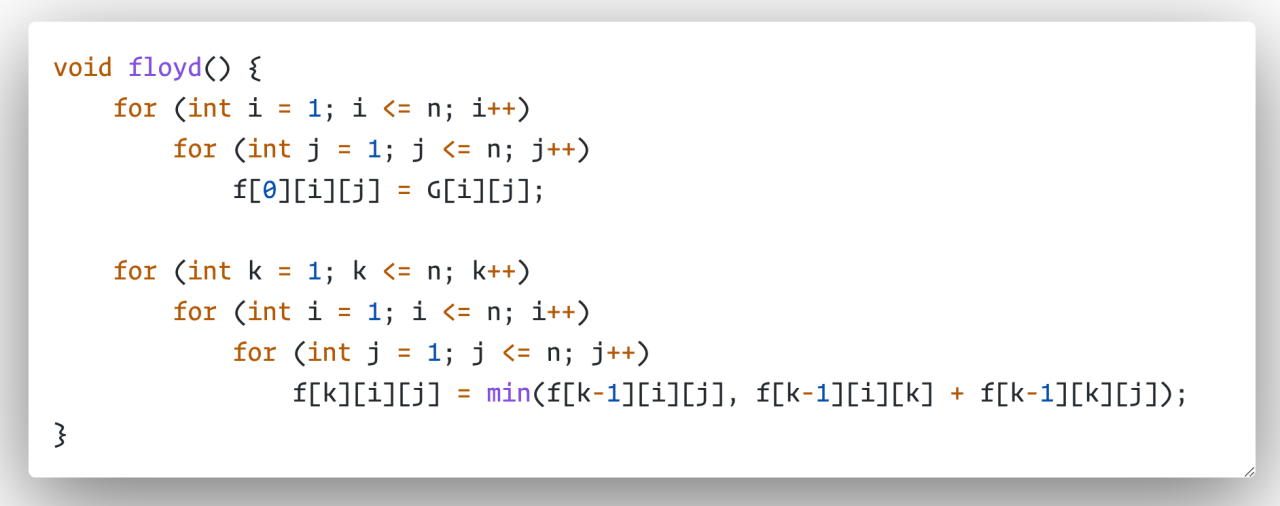 void floyd() {
    for (int i = 1; i <= n; i++)
        for (int j = 1; j <= n; j++)
            f[0][i][j] = G[i][j];

    for (int k = 1; k <= n; k++)
        for (int i = 1; i <= n; i++)
            for (int j = 1; j <= n; j++)
                f[k][i][j] = min(f[k-1][i][j], f[k-1][i][k] + f[k-1][k][j]);
}